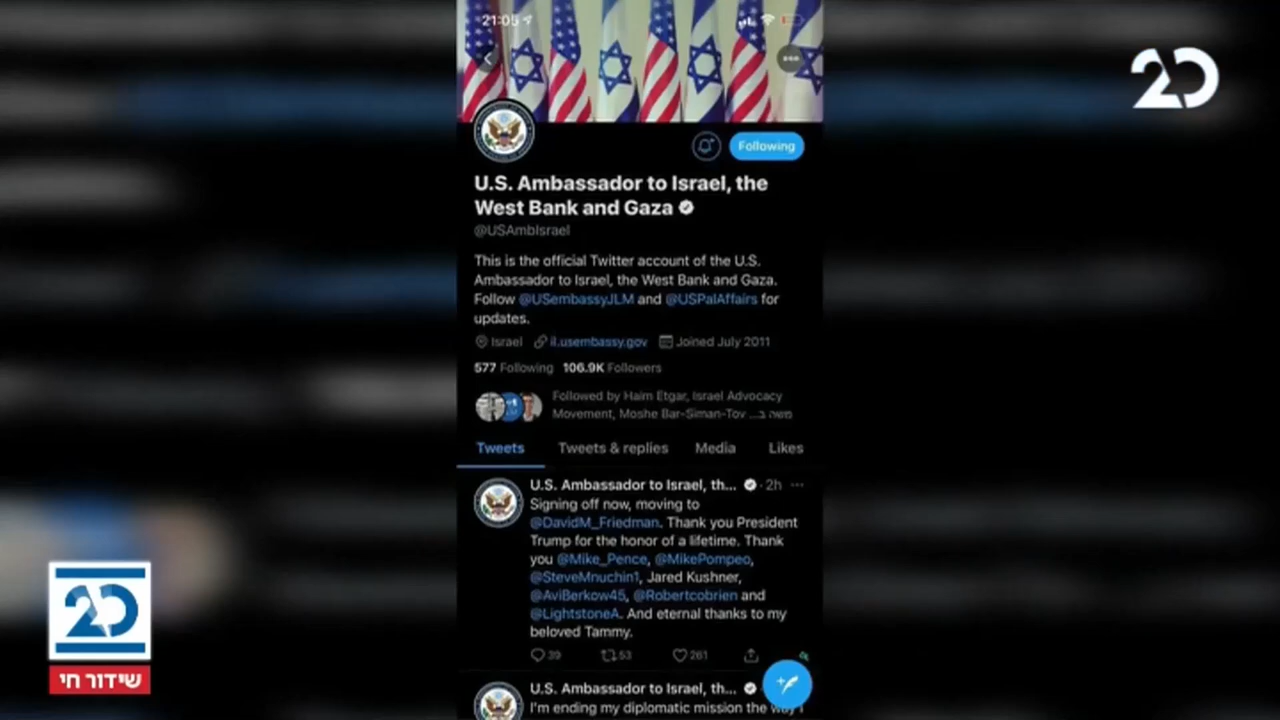 21:05
20
Following
U.S. Ambassador to Israel, the
West Bank and Gaza
@USAmbIsrael
This is the official Twitter account of the U.S.
Ambassador to Israel, the West Bank and Gaza.
Follow @USembassyJLM and @USPalAffairs for
updates.
Israel il.usembassy.gov Joined July 2011
577 Following 106.9K Followers
Followed by Haim Etgar, Israel Advocacy
Movement, Moshe Bar-Siman-Tov משה ב...
Tweets Tweets & replies Media Likes
U.S. Ambassador to Israel, th... · 2h ...
Signing off now, moving to
@DavidM_Friedman. Thank you President
Trump for the honor of a lifetime. Thank
you @Mike_Pence, @MikePompeo,
@SteveMnuchin1, Jared Kushner,
@AviBerkow45, @Robertcobrien and
@LightstoneA. And eternal thanks to my
beloved Tammy.
39 53 261
U.S. Ambassador to Israel, th...
I'm ending my diplomatic mission the way I
20
שידור חי